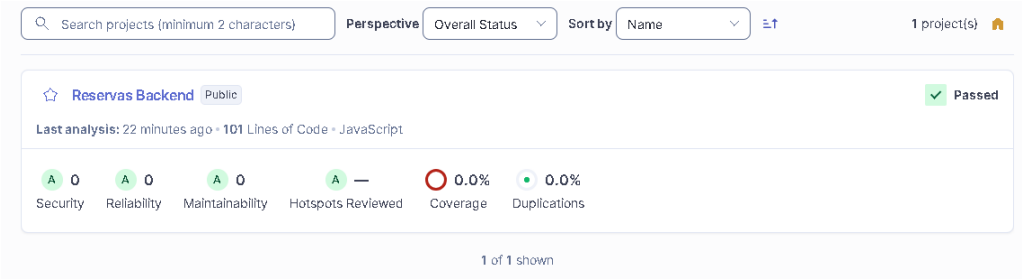 Search projects (minimum 2 characters) Perspective Overall Status Sort by Name 1 project(s)
Reservas Backend Public Passed
Last analysis: 22 minutes ago • 101 Lines of Code • JavaScript
A 0 A 0 A 0 A — 0.0% 0.0%
Security Reliability Maintainability Hotspots Reviewed Coverage Duplications
1 of 1 shown